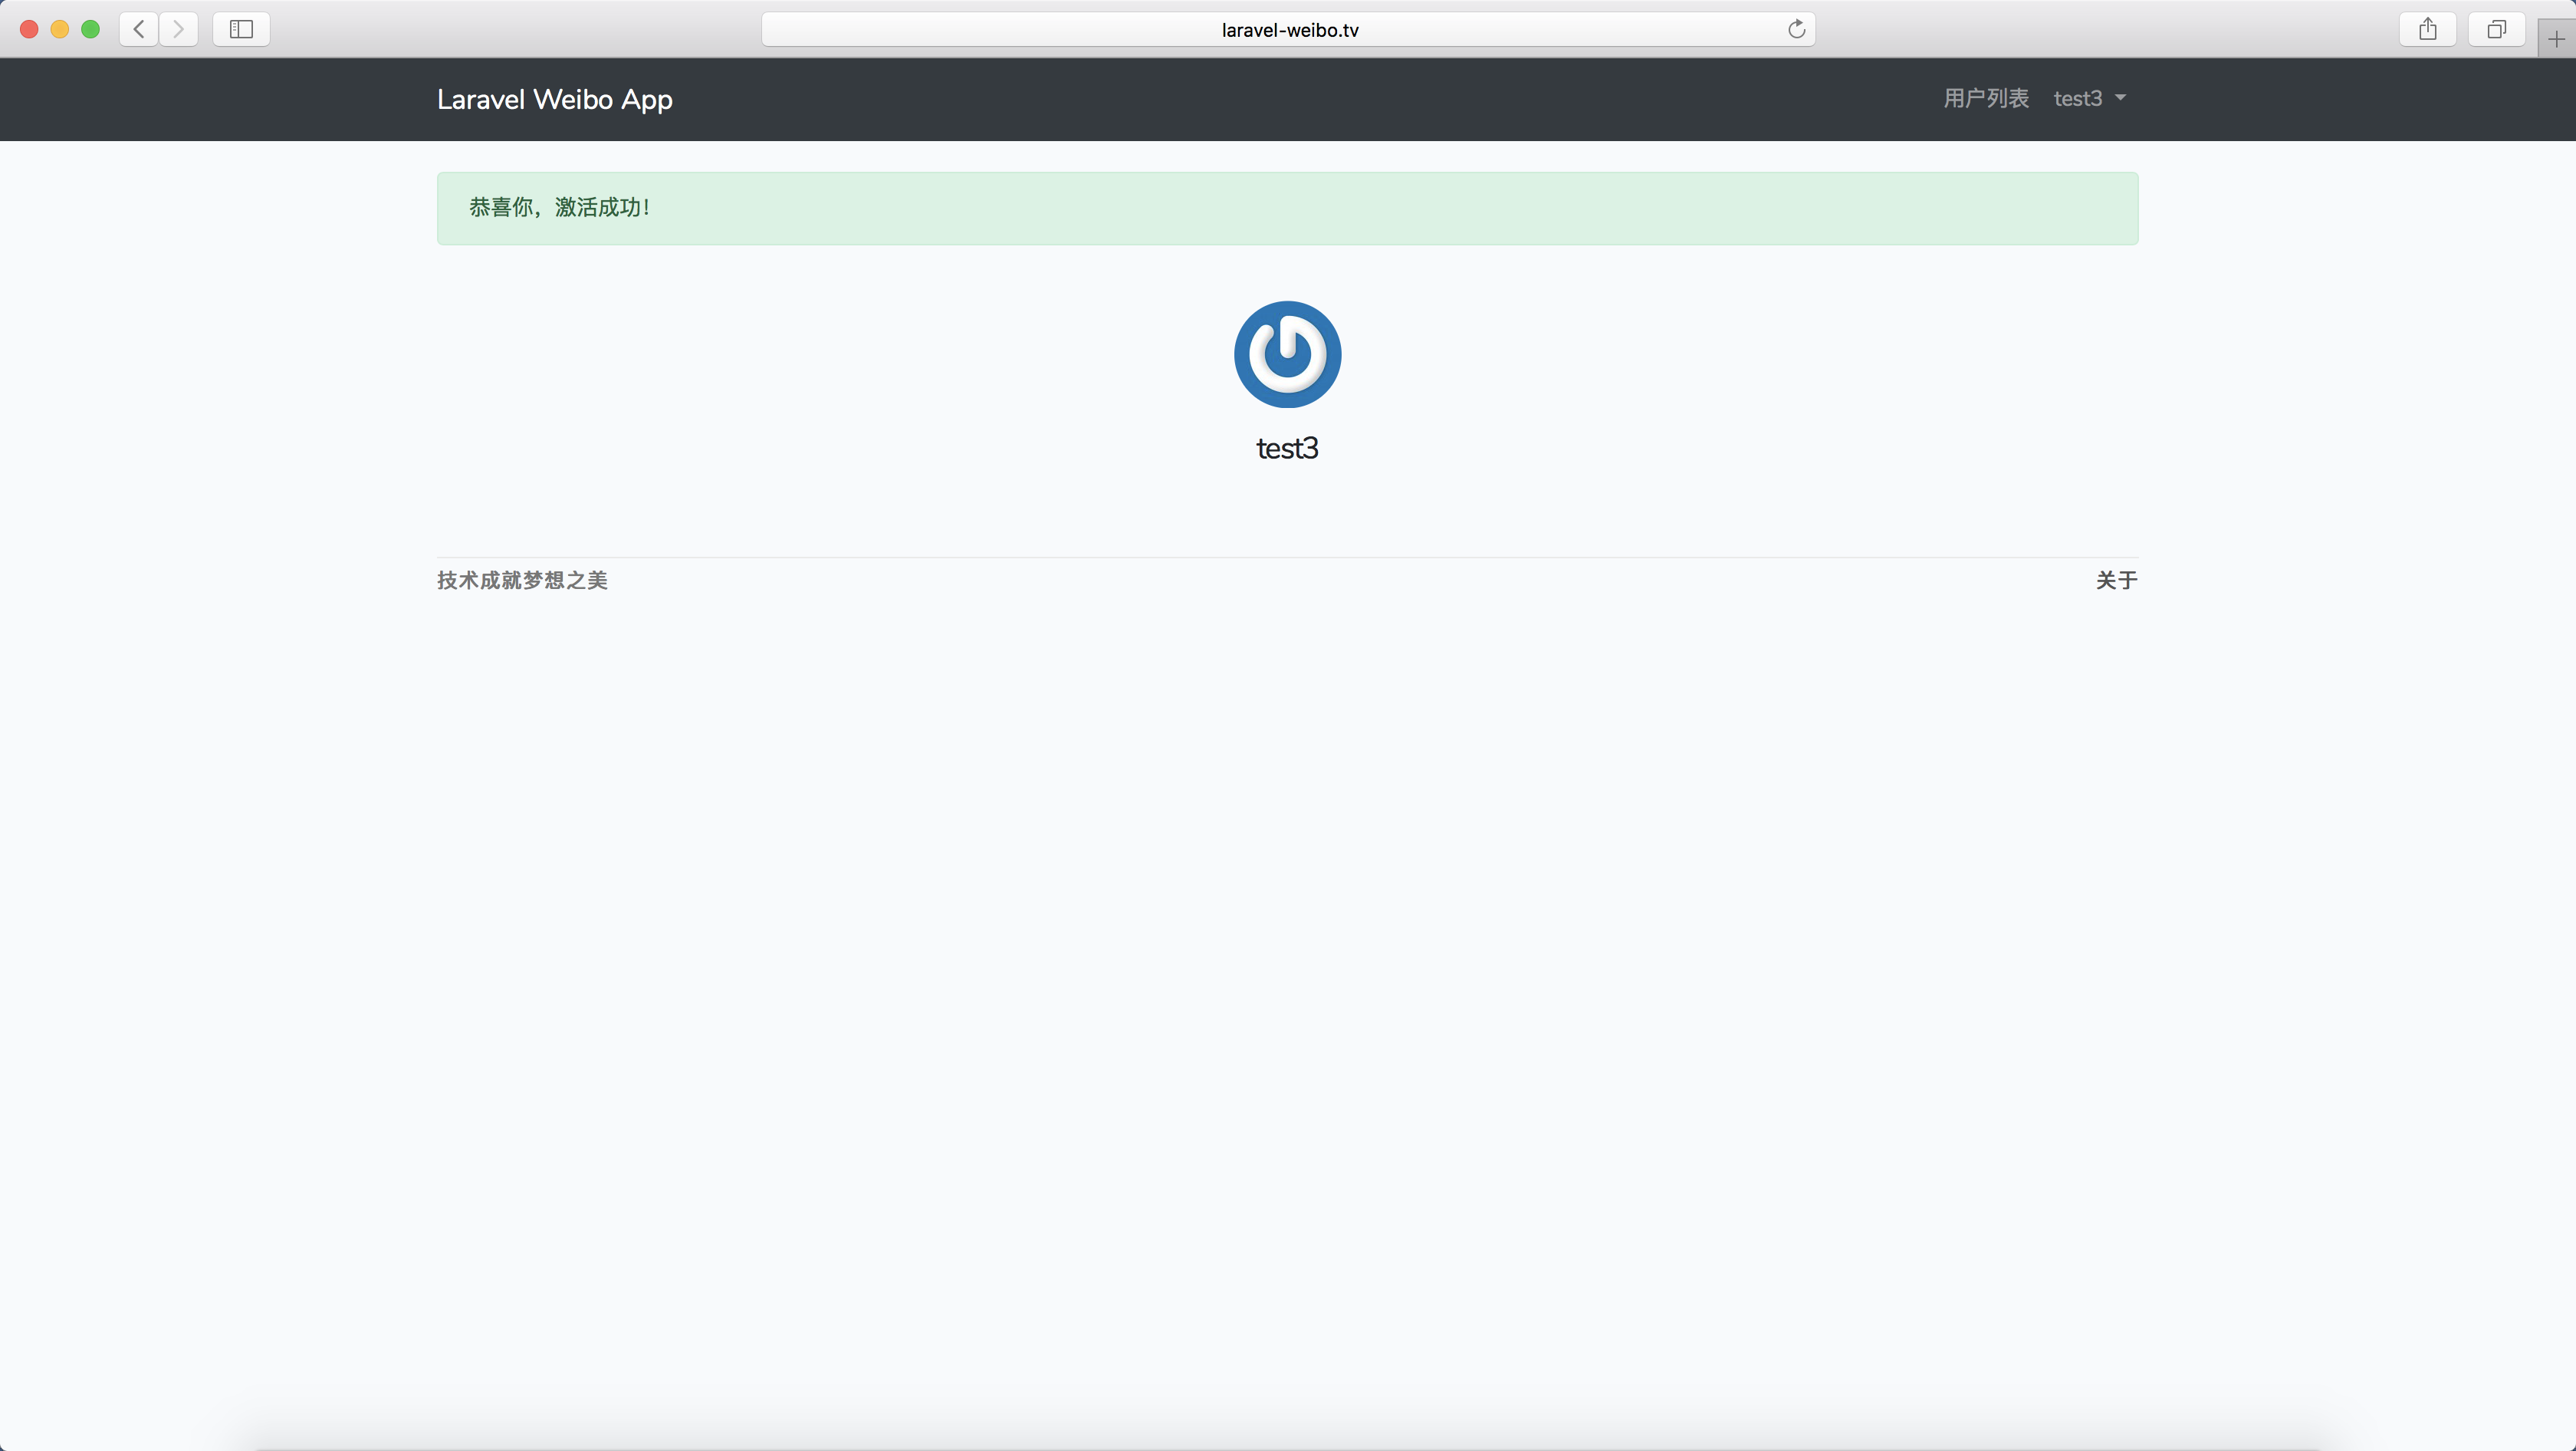 laravel-weibo.tv
Laravel Weibo App
用户列表 test3
恭喜你，激活成功！
test3
技术成就梦想之美
关于